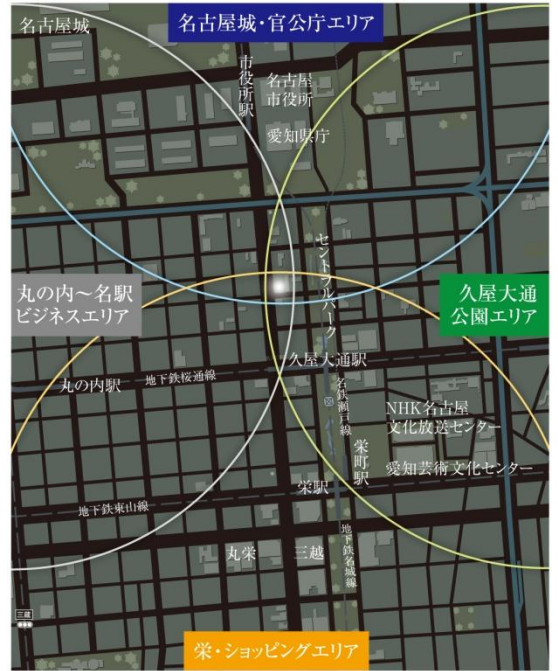 名古屋城
名古屋城・官公庁エリア
市役所駅
名古屋
市役所
愛知県庁
セントラルパーク
丸の内〜名駅
ビジネスエリア
久屋大通
公園エリア
久屋大通駅
丸の内駅
地下鉄桜通線
名鉄瀬戸線
NHK名古屋
文化放送センター
栄町駅
愛知芸術文化センター
栄駅
地下鉄東山線
地下鉄名城線
丸栄
三越
三蔵
栄・ショッピングエリア